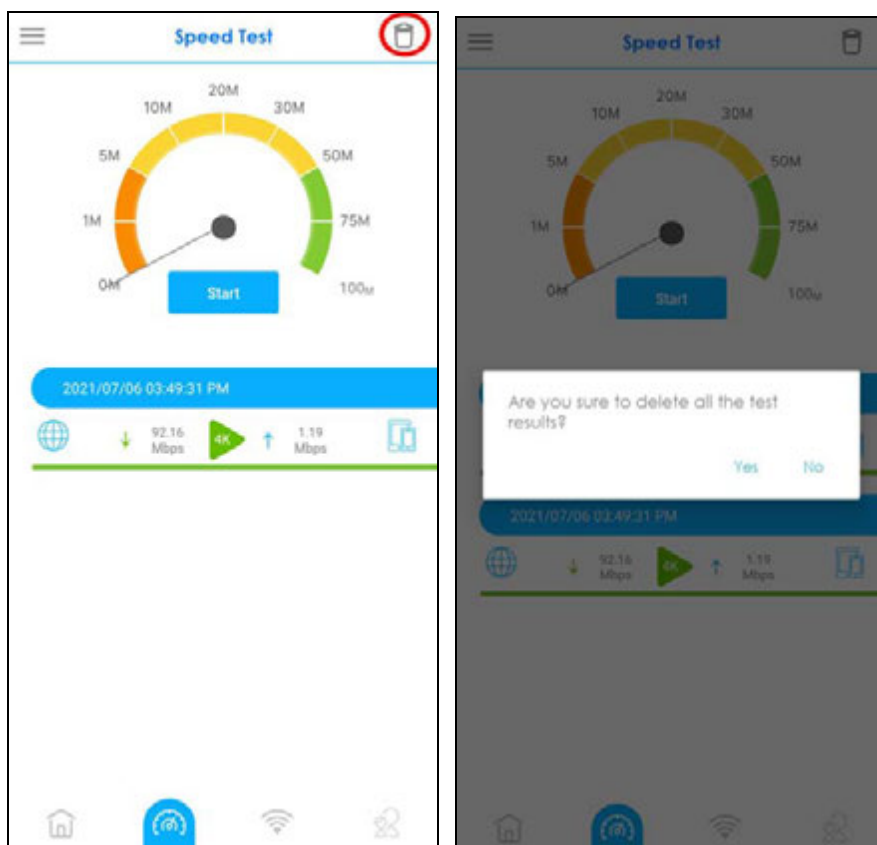 Speed Test
20M
10M
30M
5M
50M
1M
75M
0M
100M
Start
2021/07/06 03:49:31 PM
92.16
Mbps
4K
1.19
Mbps
Speed Test
20M
10M
30M
5M
50M
1M
75M
0M
100M
Start
Are you sure to delete all the test
results?
Yes No
2021/07/06 03:49:31 PM
92.16
Mbps
4K
1.19
Mbps